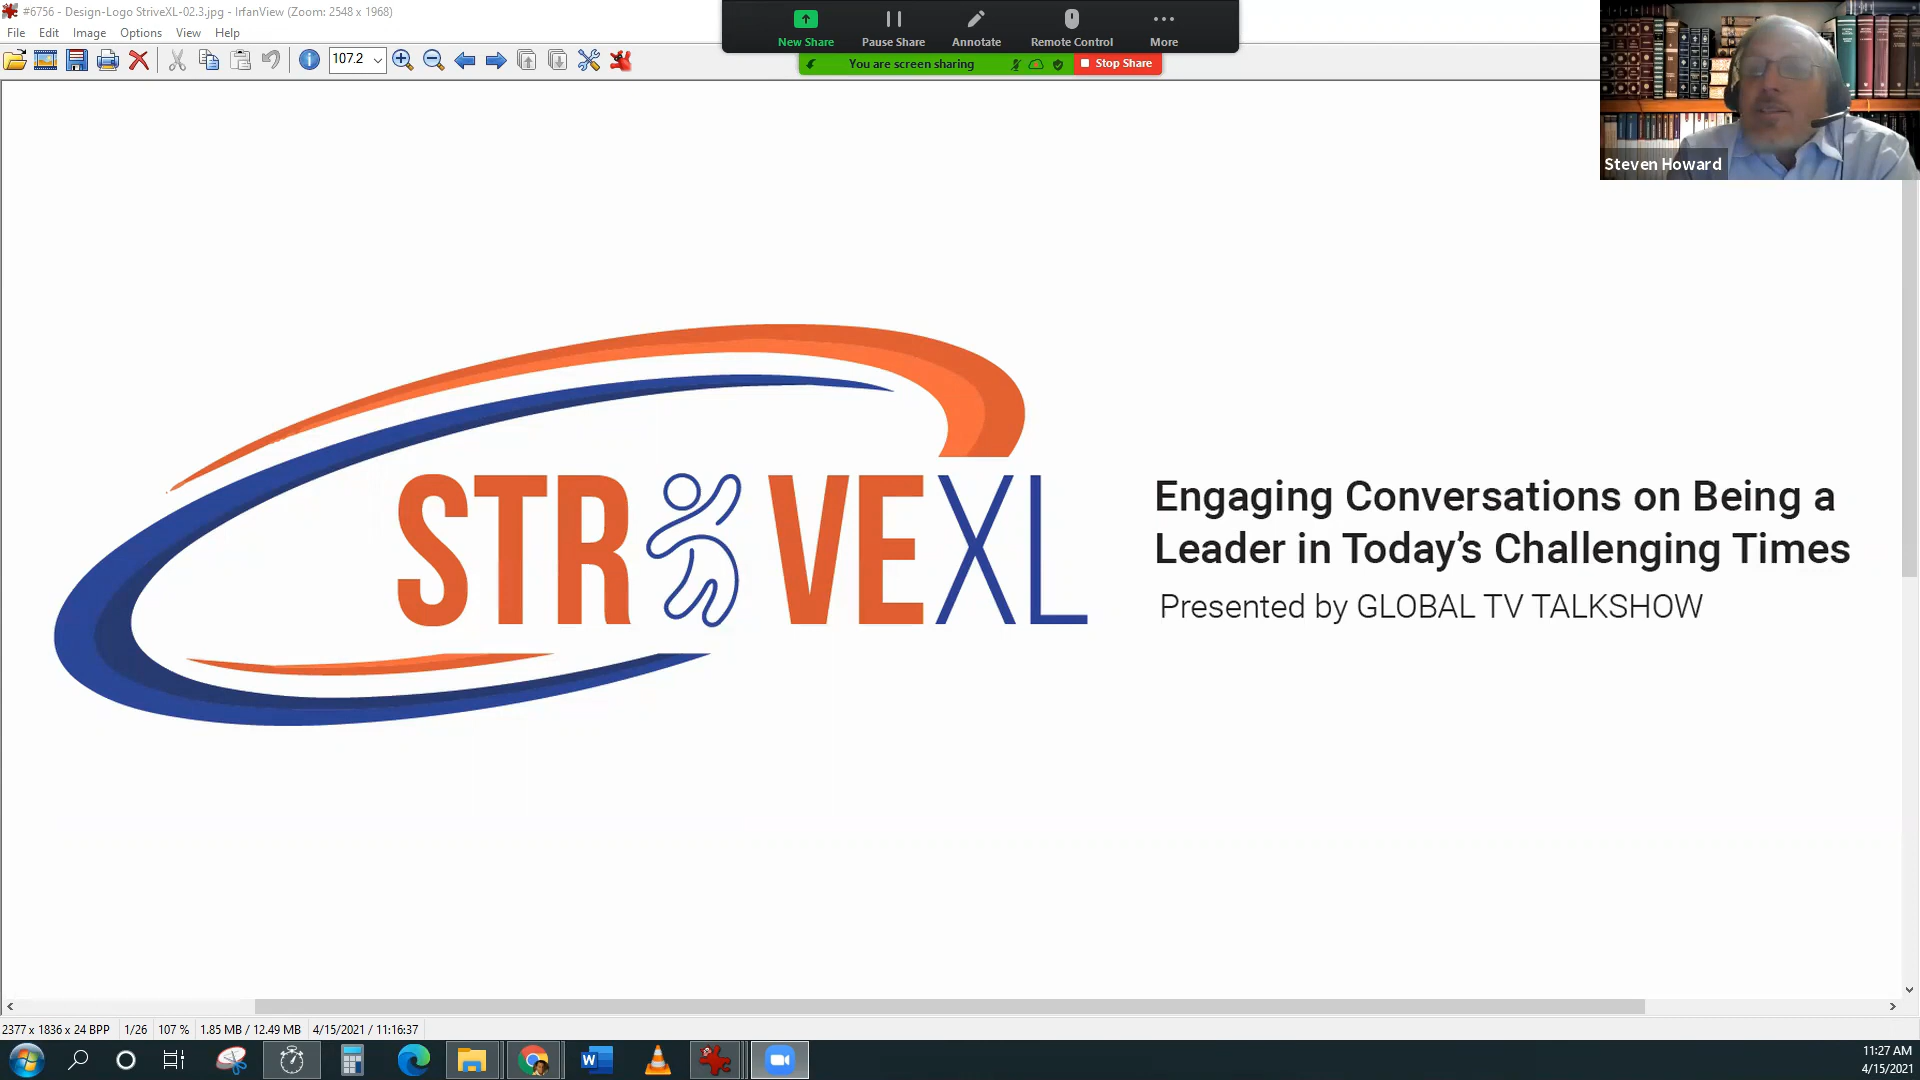 #6756 - Design-Logo StriveXL-02.3.jpg - IrfanView (Zoom: 2548 x 1968)
File Edit Image Options View Help
107.2
New Share Pause Share Annotate Remote Control More
You are screen sharing Stop Share
Steven Howard
STRIVEXL
Engaging Conversations on Being a
Leader in Today’s Challenging Times
Presented by GLOBAL TV TALKSHOW
2377 x 1836 x 24 BPP 1/26 107 % 1.85 MB / 12.49 MB 4/15/2021 / 11:16:37
11:27 AM
4/15/2021